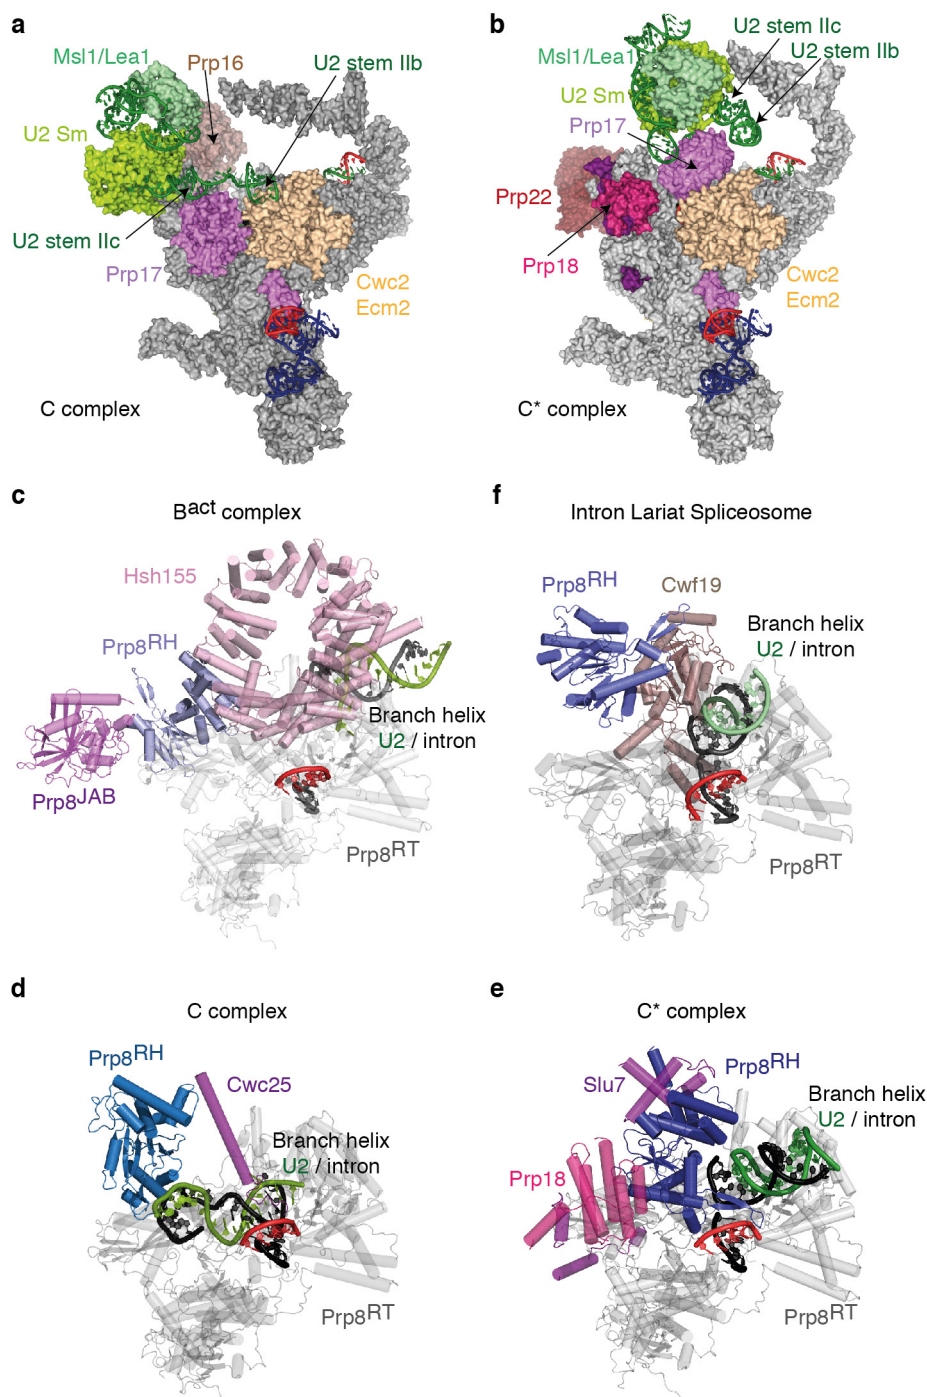 a
Msl1/Lea1
Prp16
U2 stem IIb
U2 Sm
U2 stem IIc
Prp17
Cwc2
Ecm2
C complex
b
U2 stem IIc
Msl1/Lea1
U2 stem IIb
U2 Sm
Prp17
Prp22
Prp18
Cwc2
Ecm2
C* complex
c
Bact complex
Hsh155
Prp8RH
Branch helix
U2 / intron
Prp8JAB
Prp8RT
f
Intron Lariat Spliceosome
Prp8RH
Cwf19
Branch helix
U2 / intron
Prp8RT
d
C complex
Prp8RH
Cwc25
Branch helix
U2 / intron
Prp8RT
e
C* complex
Slu7
Prp8RH
Branch helix
U2 / intron
Prp18
Prp8RT